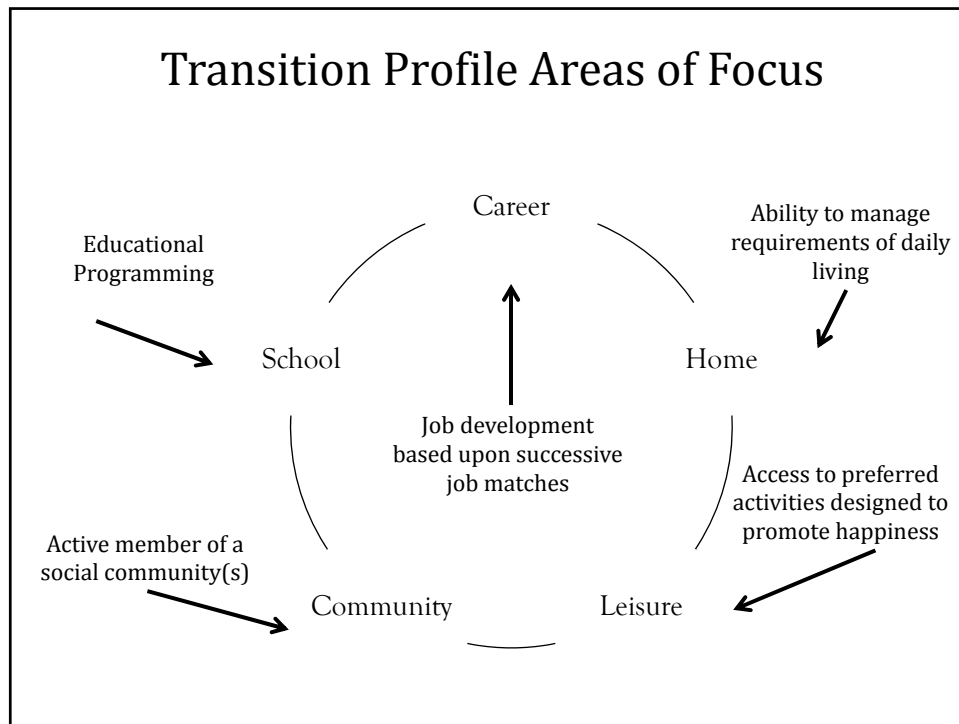 Transition Profile Areas of Focus
Career
Ability to manage
requirements of daily
living
Educational
Programming
School
Home
Job development
based upon successive
job matches
Access to preferred
activities designed to
promote happiness
Active member of a
social community(s)
Community
Leisure